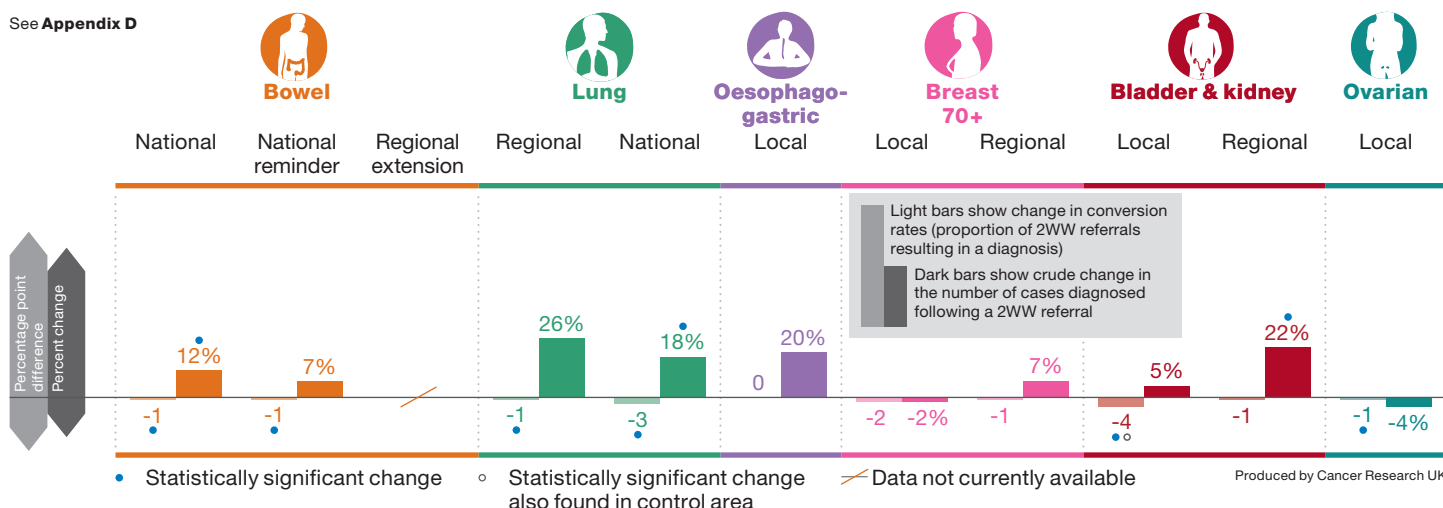 See Appendix D
Bowel
Lung
Oesophago-
gastric
Breast
70+
Bladder & kidney
Ovarian
National
National
reminder
Regional
extension
Regional
National
Local
Local
Regional
Local
Regional
Local
Light bars show change in conversion
rates (proportion of 2WW referrals
resulting in a diagnosis)
Dark bars show crude change in
the number of cases diagnosed
following a 2WW referral
Percentage point
difference
Percent change
-1
12%
-1
7%
-1
26%
-3
18%
0
20%
-2
-2%
-1
7%
-4
5%
-1
22%
-1
-4%
Statistically significant change
Statistically significant change
also found in control area
Data not currently available
Produced by Cancer Research UK